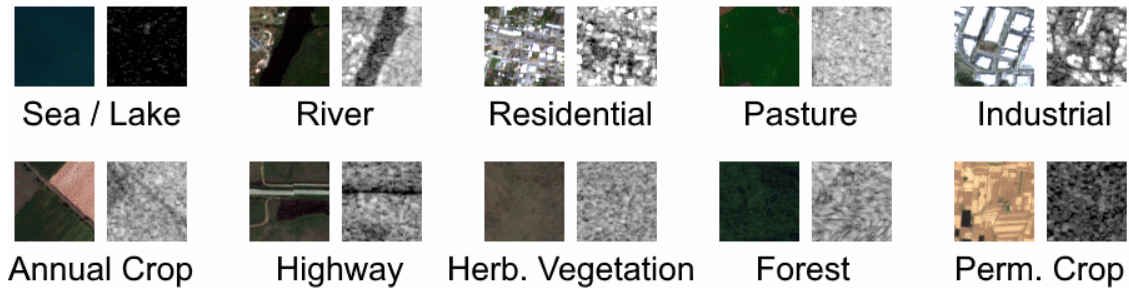 Sea / Lake
River
Residential
Pasture
Industrial
Annual Crop
Highway
Herb. Vegetation
Forest
Perm. Crop